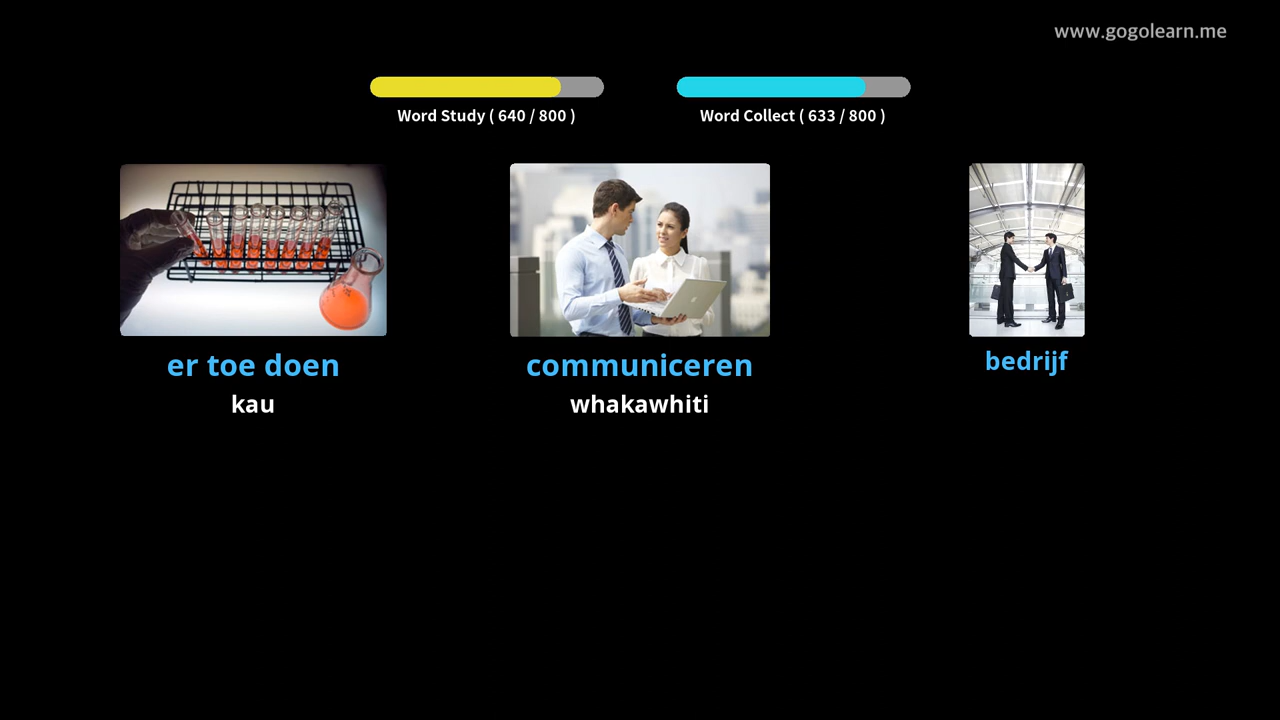 www.gogolearn.me
Word Study ( 640 / 800 )
Word Collect ( 633 / 800 )
er toe doen
kau
communiceren
whakawhiti
bedrijf